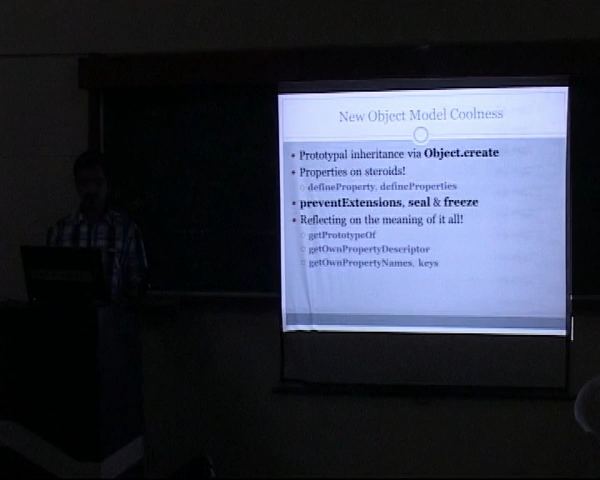 New Object Model Coolness
• Prototypal inheritance via Object.create
• Properties on steroids!
○ defineProperty, defineProperties
• preventExtensions, seal & freeze
• Reflecting on the meaning of it all!
○ getPrototypeOf
○ getOwnPropertyDescriptor
○ getOwnPropertyNames, keys